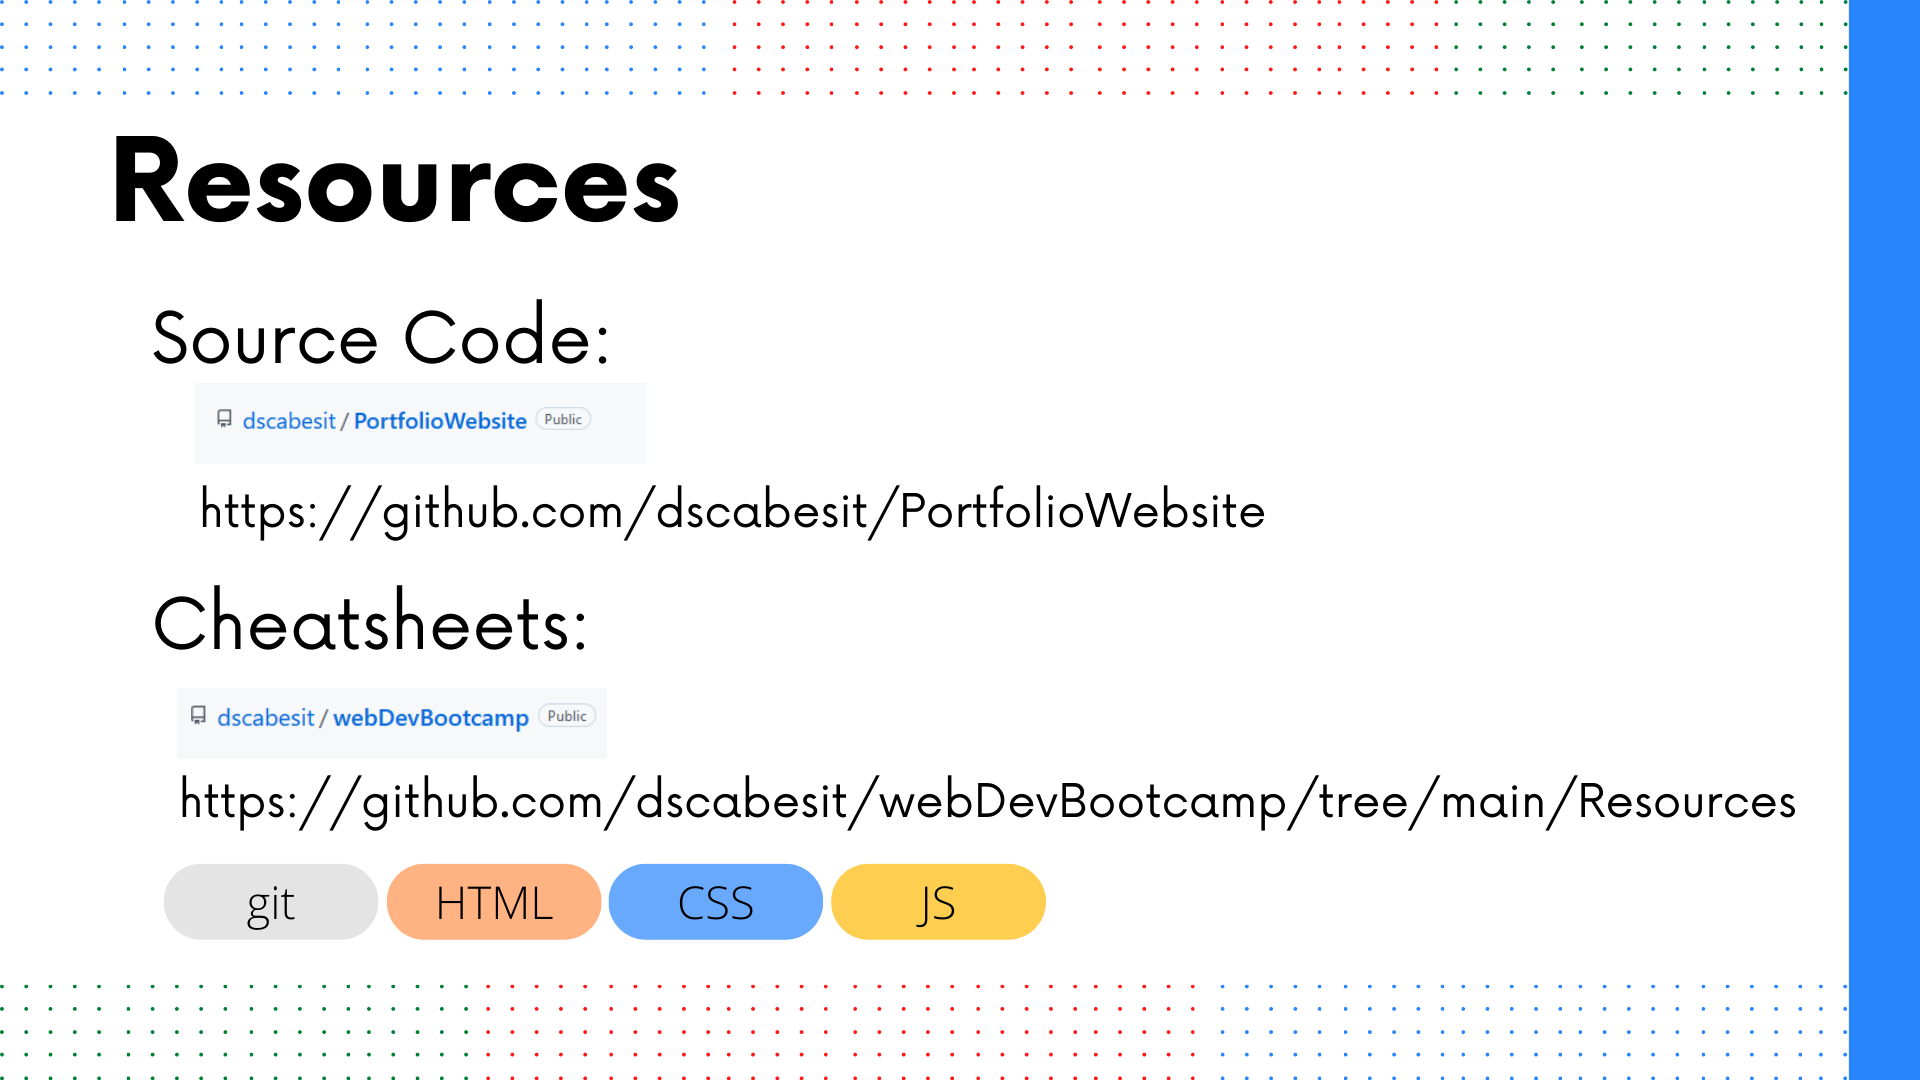 Resources
Source Code:
dscabesit / PortfolioWebsite Public
https://github.com/dscabesit/PortfolioWebsite
Cheatsheets:
dscabesit / webDevBootcamp Public
https://github.com/dscabesit/webDevBootcamp/tree/main/Resources
git HTML CSS JS